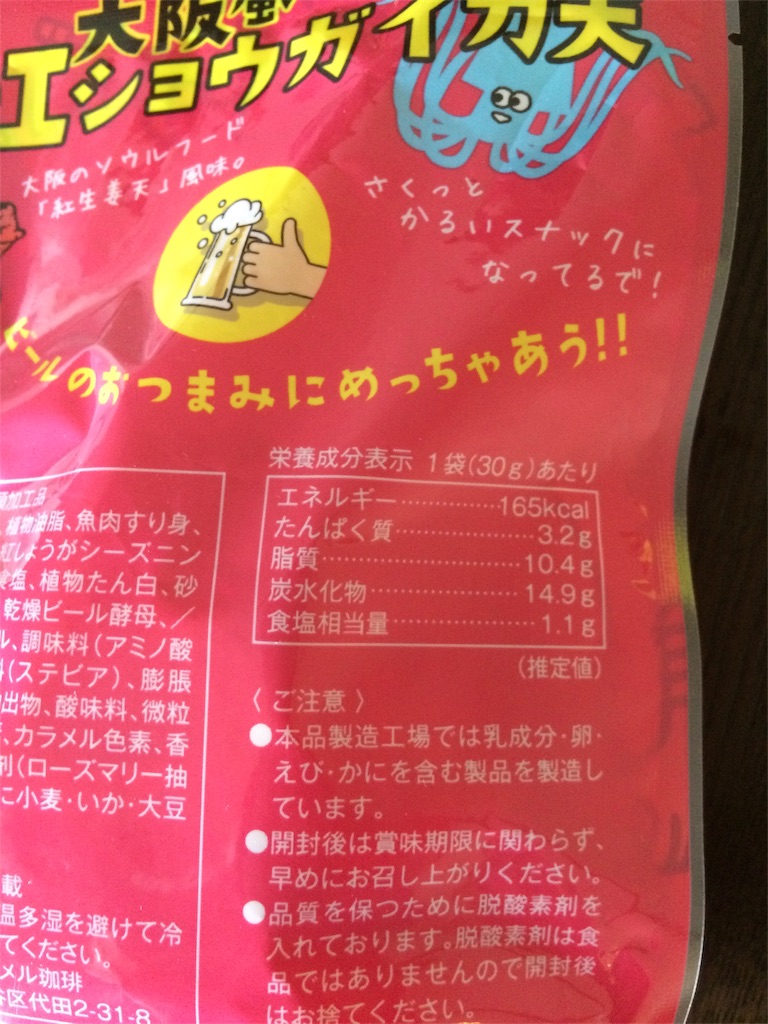 大阪風
エショウガイカ天
大阪のソウルフード
「紅生姜天」風味。
さくっと
かるいスナックに
なってるで!
ビールのおつまみにめっちゃあう!!
栄養成分表示 1袋(30g)あたり
エネルギー……………165kcal
たんぱく質………………3.2g
脂質………………………10.4g
炭水化物…………………14.9g
食塩相当量………………1.1g
(推定値)
〈ご注意〉
●本品製造工場では乳成分・卵・
えび・かにを含む製品を製造し
ています。
●開封後は賞味期限に関わらず、
早めにお召し上がりください。
●品質を保つために脱酸素剤を
入れております。脱酸素剤は食
品ではありませんので開封後
はお捨てください。
加工品
植物油脂、魚肉すり身、
紅しょうがシーズニン
食塩、植物たん白、砂
乾燥ビール酵母、/
ル、調味料(アミノ酸
料(ステビア)、膨脹
出物、酸味料、微粒
、カラメル色素、香
剤(ローズマリー抽
に小麦・いか・大豆
載
温多湿を避けて冷
てください。
メル珈琲
谷区代田2-31-8